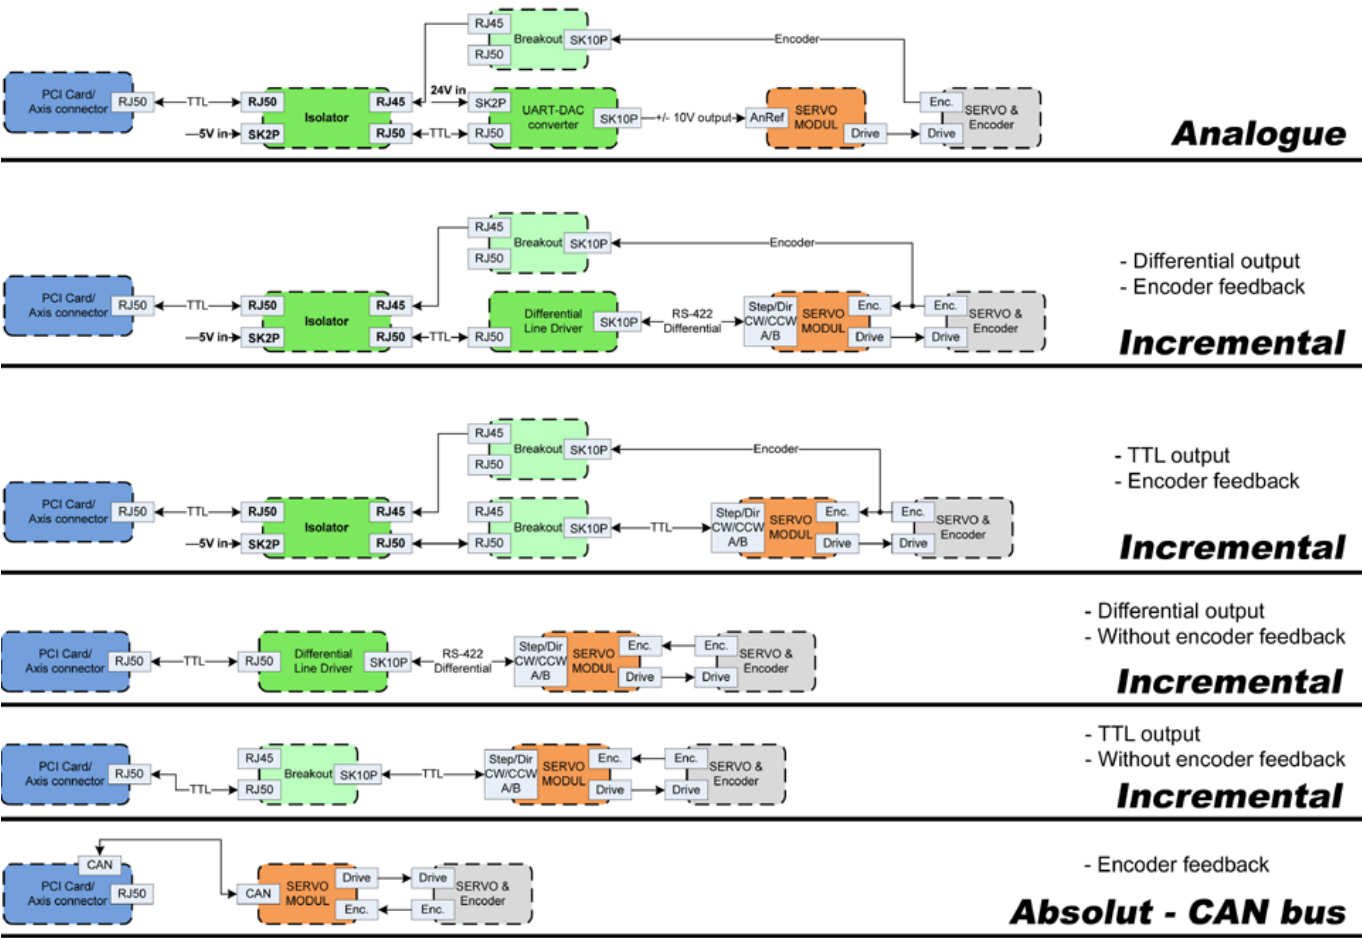 RJ45
Breakout
SK10P
Encoder
RJ50
PCI Card/
Axis connector
RJ50
TTL
RJ50
Isolator
RJ45
24V in
SK2P
UART-DAC
converter
SK10P
+/- 10V output
AnRef
SERVO
MODUL
Enc.
SERVO &
Encoder
5V in
SK2P
RJ50
TTL
RJ50
Drive
Drive
Analogue
RJ45
Breakout
SK10P
Encoder
RJ50
PCI Card/
Axis connector
RJ50
TTL
RJ50
Isolator
RJ45
Differential
Line Driver
SK10P
RS-422
Differential
Step/Dir
CW/CCW
A/B
SERVO
MODUL
Enc.
Enc.
SERVO &
Encoder
5V in
SK2P
RJ50
TTL
RJ50
Drive
Drive
- Differential output
- Encoder feedback
Incremental
RJ45
Breakout
SK10P
Encoder
RJ50
PCI Card/
Axis connector
RJ50
TTL
RJ50
Isolator
RJ45
RJ45
Breakout
SK10P
TTL
Step/Dir
CW/CCW
A/B
SERVO
MODUL
Enc.
Enc.
SERVO &
Encoder
5V in
SK2P
RJ50
RJ50
Drive
Drive
- TTL output
- Encoder feedback
Incremental
PCI Card/
Axis connector
RJ50
TTL
RJ50
Differential
Line Driver
SK10P
RS-422
Differential
Step/Dir
CW/CCW
A/B
SERVO
MODUL
Enc.
Enc.
SERVO &
Encoder
Drive
Drive
- Differential output
- Without encoder feedback
Incremental
PCI Card/
Axis connector
RJ50
TTL
RJ45
Breakout
SK10P
RJ50
TTL
Step/Dir
CW/CCW
A/B
SERVO
MODUL
Enc.
Enc.
SERVO &
Encoder
Drive
Drive
- TTL output
- Without encoder feedback
Incremental
CAN
PCI Card/
Axis connector
RJ50
CAN
SERVO
MODUL
Drive
Drive
SERVO &
Encoder
Enc.
Enc.
- Encoder feedback
Absolut - CAN bus